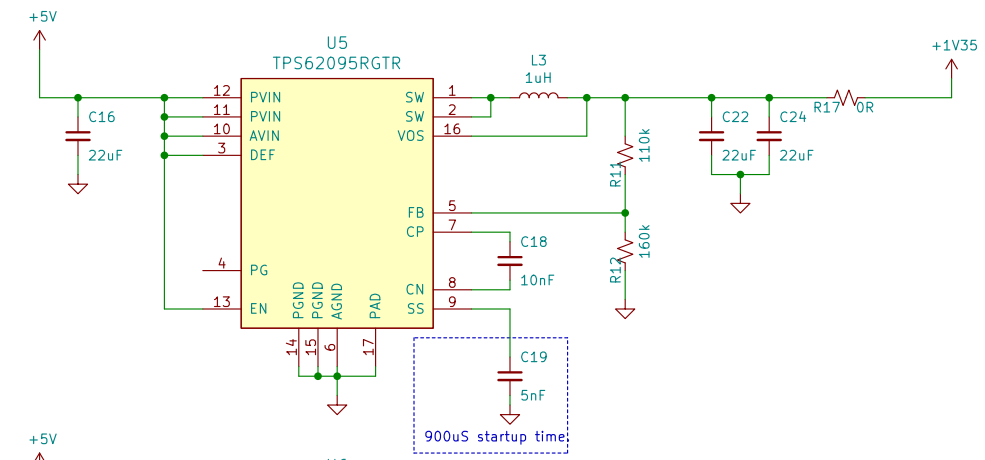 +5V
U5
TPS62095RGTR
L3
1uH
+1V35
12 PVIN
11 PVIN
10 AVIN
3 DEF
4 PG
13 EN
SW 1
SW 2
VOS 16
FB 5
CP 7
CN 8
SS 9
PGND 14
PGND 15
AGND 6
PAD 17
C16
22uF
R11 110k
R12 160k
C22
22uF
C24
22uF
R17 0R
C18
10nF
C19
5nF
900uS startup time
+5V